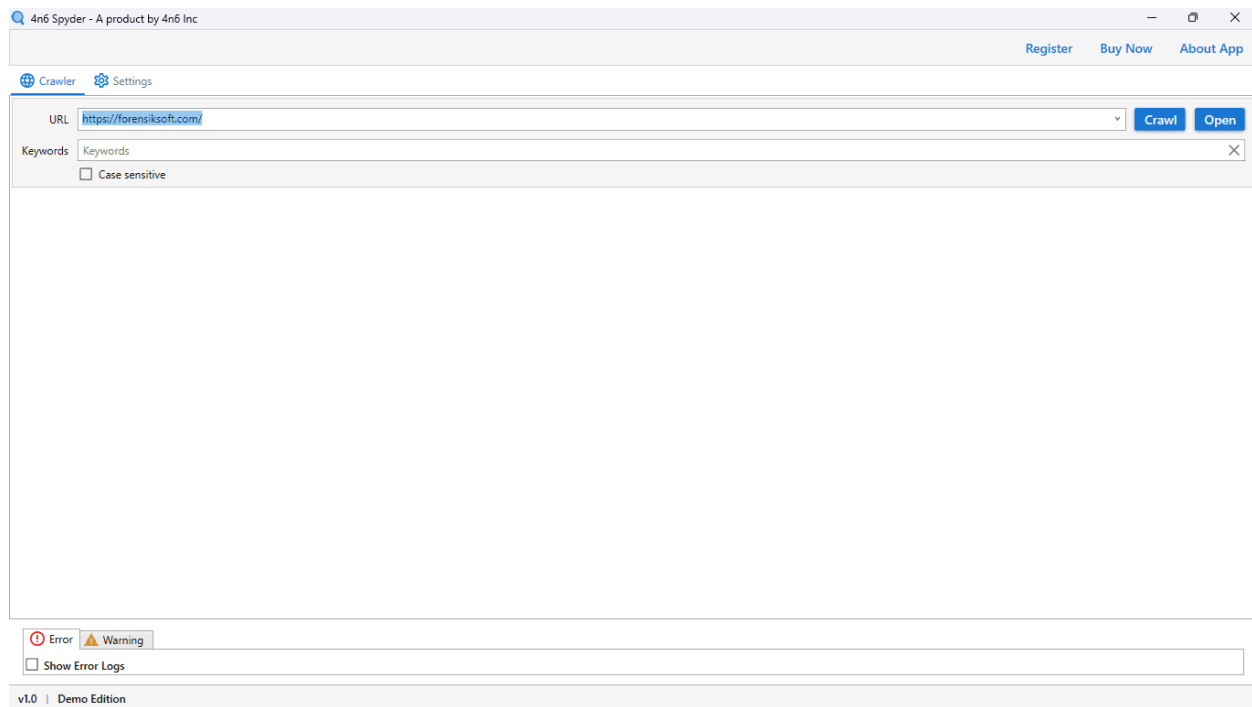 4n6 Spyder - A product by 4n6 Inc
Register Buy Now About App
Crawler Settings
URL https://forensiksoft.com/ Crawl Open
Keywords Keywords
Case sensitive
Error Warning
Show Error Logs
v1.0 | Demo Edition